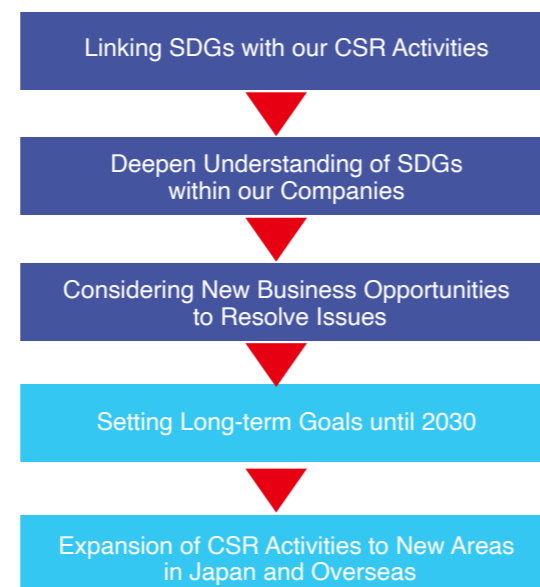 Linking SDGs with our CSR Activities
Deepen Understanding of SDGs
within our Companies
Considering New Business Opportunities
to Resolve Issues
Setting Long-term Goals until 2030
Expansion of CSR Activities to New Areas
in Japan and Overseas